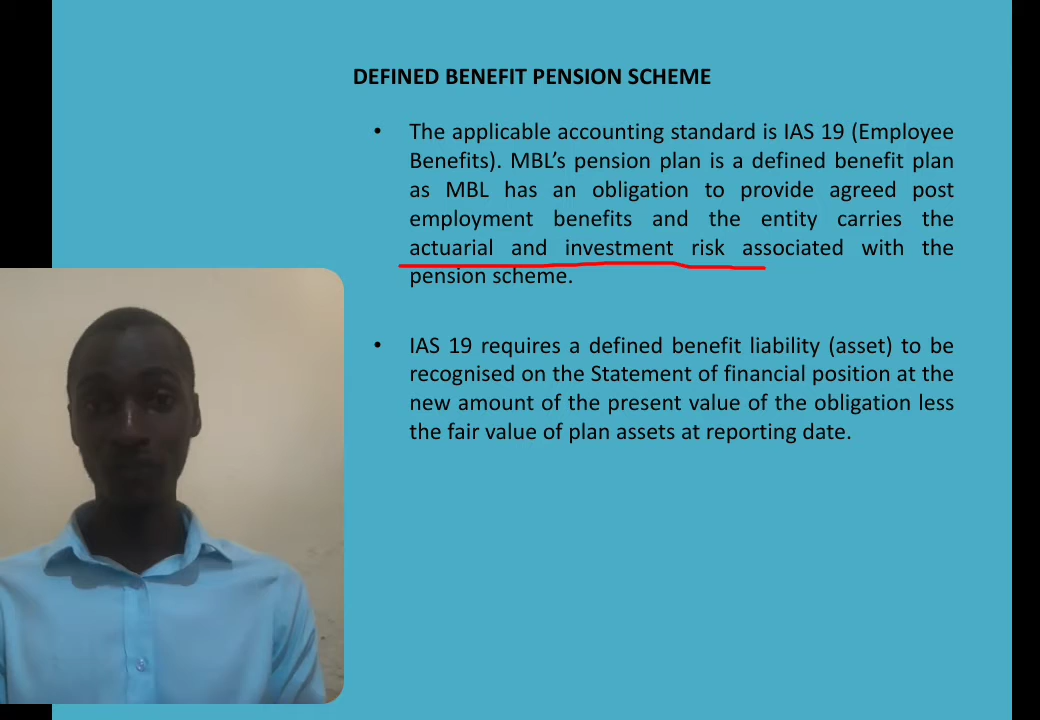 DEFINED BENEFIT PENSION SCHEME
• The applicable accounting standard is IAS 19 (Employee
Benefits). MBL’s pension plan is a defined benefit plan
as MBL has an obligation to provide agreed post
employment benefits and the entity carries the
actuarial and investment risk associated with the
pension scheme.
• IAS 19 requires a defined benefit liability (asset) to be
recognised on the Statement of financial position at the
new amount of the present value of the obligation less
the fair value of plan assets at reporting date.